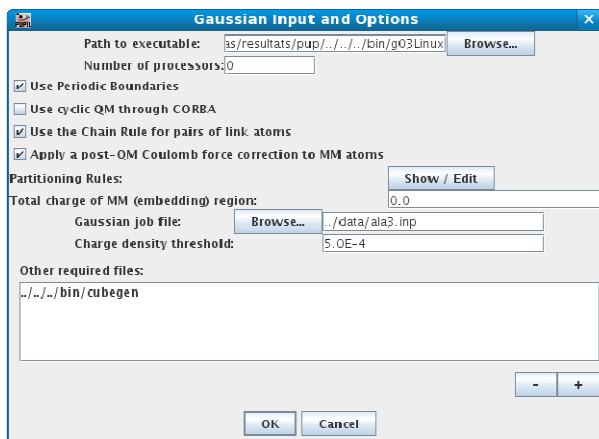 PUPIL
Gaussian Input and Options
Path to executable: as/resultats/pup/../../../bin/g03Linux Browse...
Number of processors: 0
Use Periodic Boundaries
Use cyclic QM through CORBA
Use the Chain Rule for pairs of link atoms
Apply a post-QM Coulomb force correction to MM atoms
Partitioning Rules: Show / Edit
Total charge of MM (embedding) region: 0.0
Gaussian job file: Browse... ../data/ala3.inp
Charge density threshold: 5.0E-4
Other required files:
../../../bin/cubegen
- +
OK Cancel